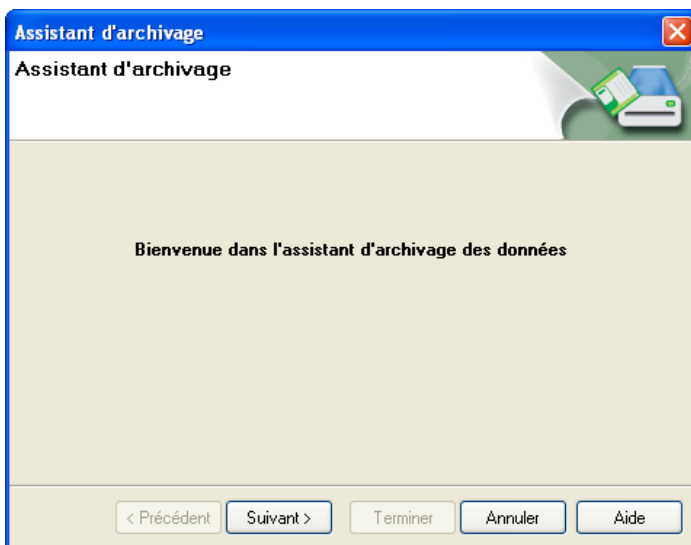 Assistant d'archivage
Assistant d'archivage
Bienvenue dans l'assistant d'archivage des données
< Précédent Suivant > Terminer Annuler Aide